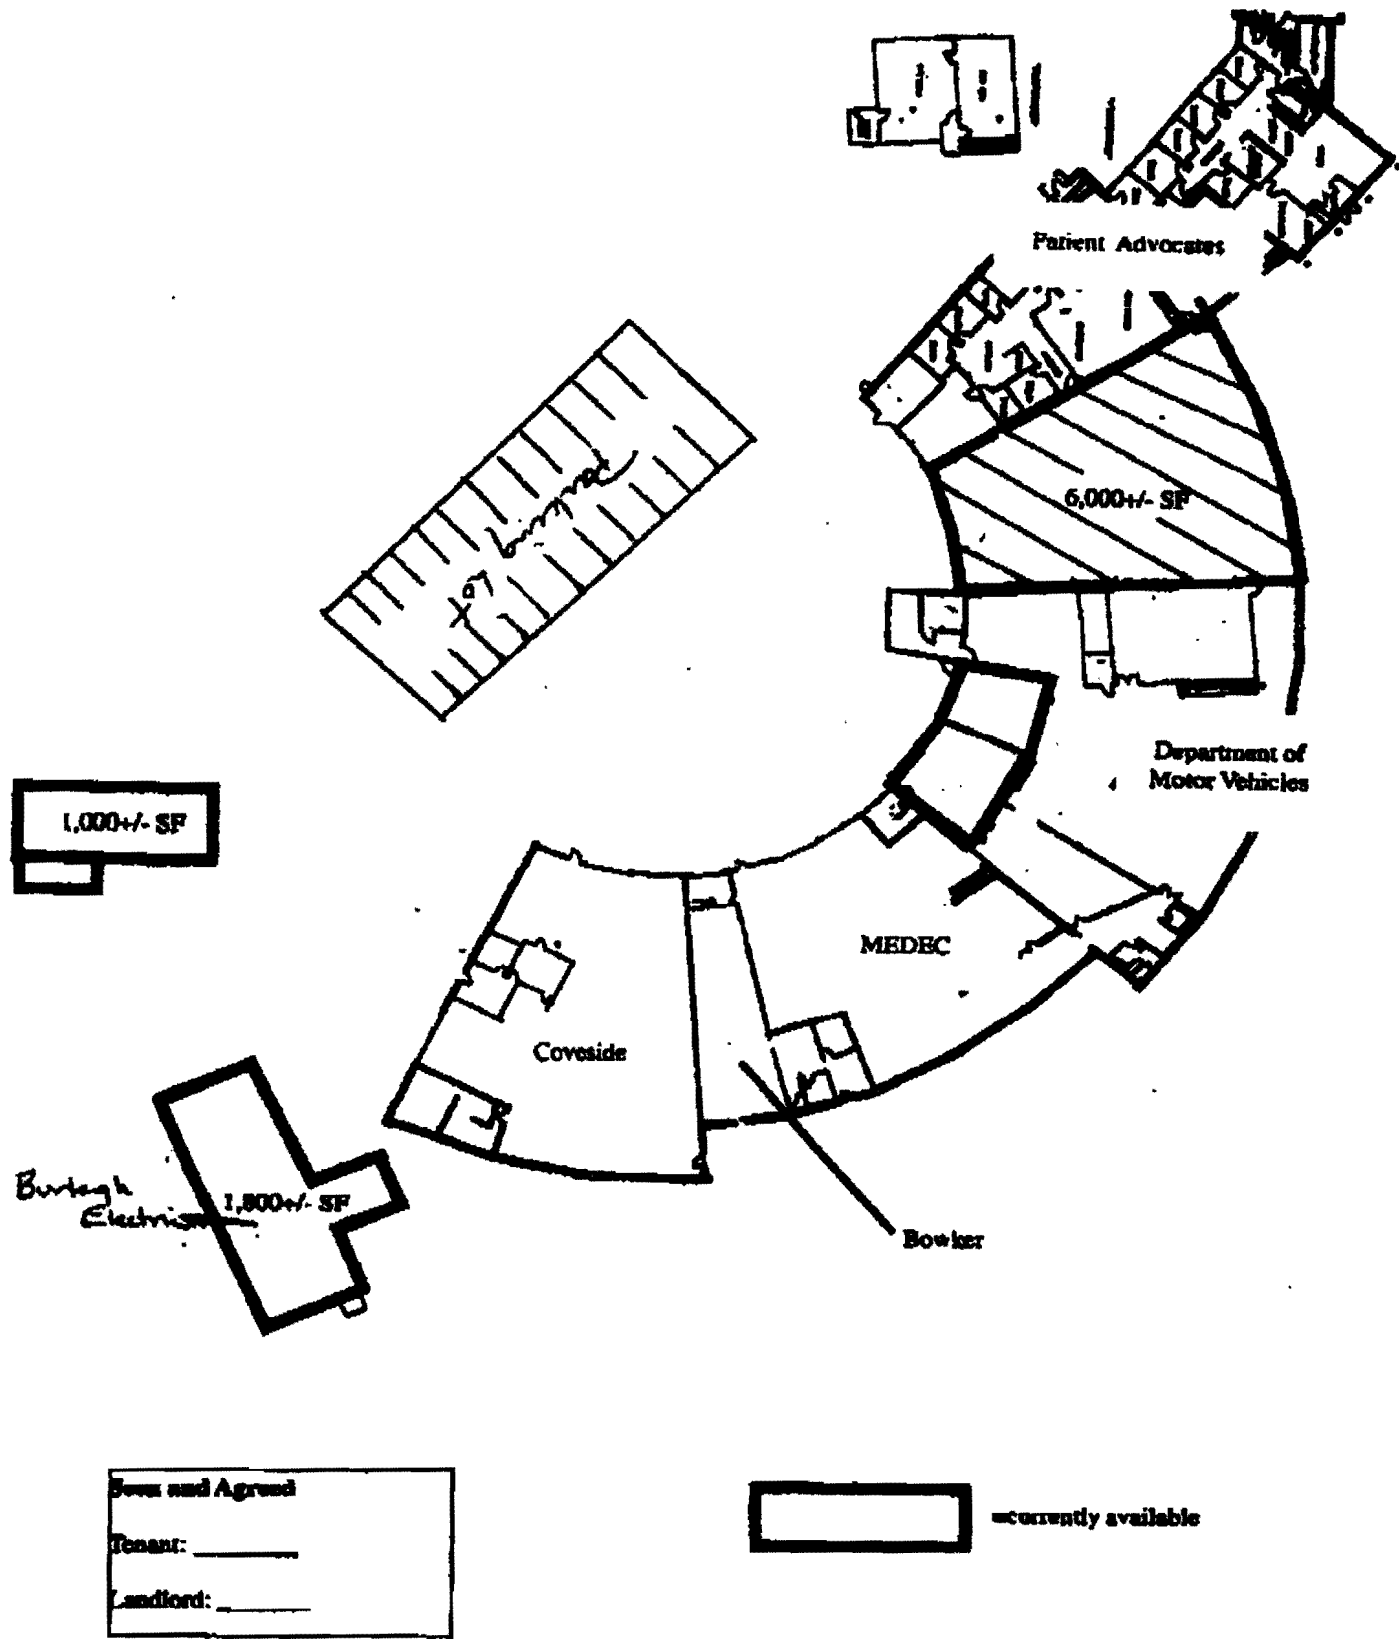 Patient Advocates
6,000+/- SF
Department of
Motor Vehicles
1,000+/- SF
MEDEC
Coveside
1,800+/- SF
Electric
Bowker
Seen and Agreed
Tenant:
Landlord:
=currently available